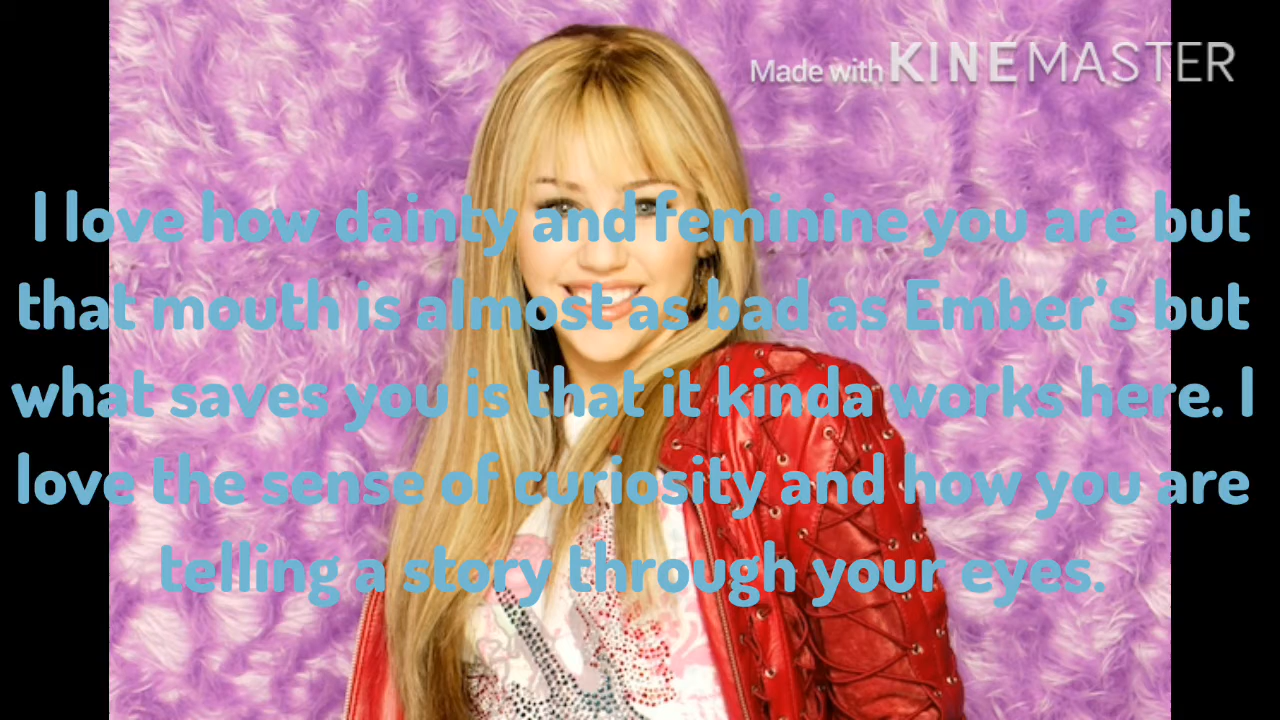 Made with KINEMASTER
I love how dainty and feminine you are but
that mouth is almost as bad as Ember's but
what saves you is that it kinda works here. I
love the sense of curiosity and how you are
telling a story through your eyes.